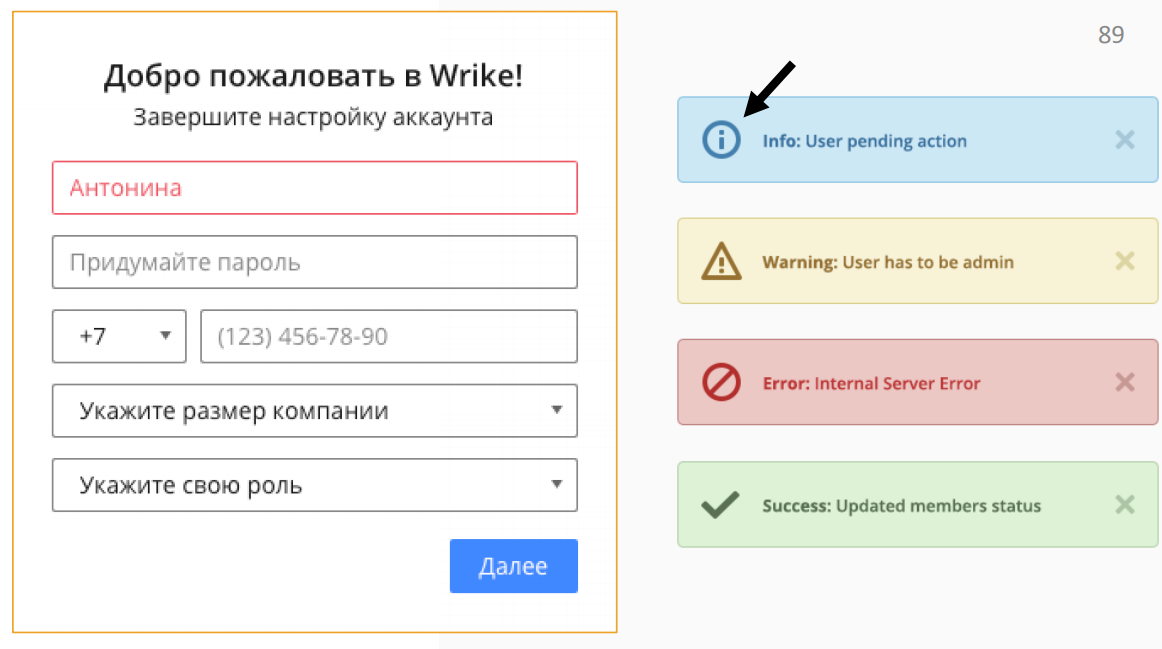 Добро пожаловать в Wrike!
Завершите настройку аккаунта
Антонина
Придумайте пароль
+7
(123) 456-78-90
Укажите размер компании
Укажите свою роль
Далее
89
Info: User pending action
Warning: User has to be admin
Error: Internal Server Error
Success: Updated members status